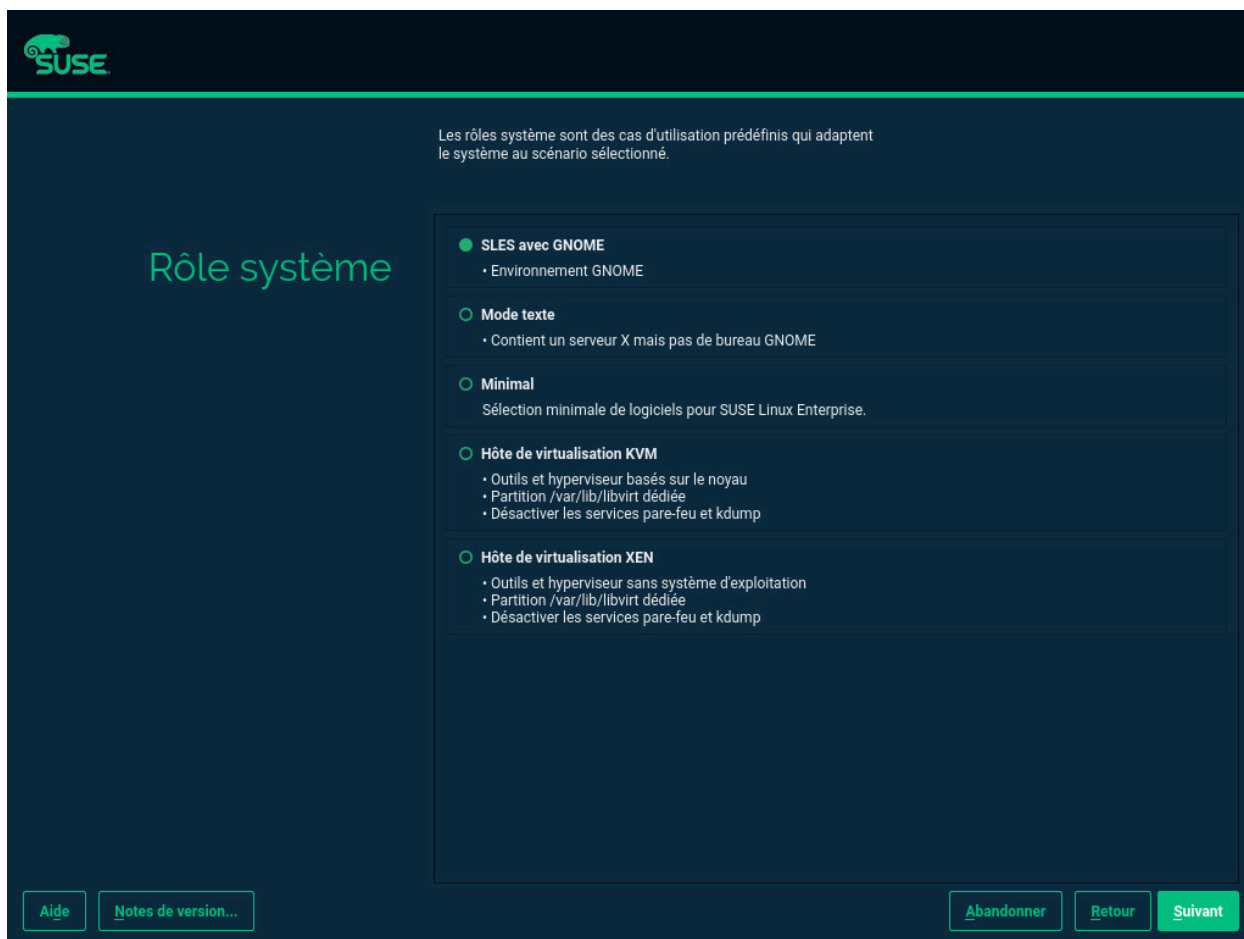 SUSE
Les rôles système sont des cas d'utilisation prédéfinis qui adaptent
le système au scénario sélectionné.
Rôle système
SLES avec GNOME
• Environnement GNOME
Mode texte
• Contient un serveur X mais pas de bureau GNOME
Minimal
Sélection minimale de logiciels pour SUSE Linux Enterprise.
Hôte de virtualisation KVM
• Outils et hyperviseur basés sur le noyau
• Partition /var/lib/libvirt dédiée
• Désactiver les services pare-feu et kdump
Hôte de virtualisation XEN
• Outils et hyperviseur sans système d'exploitation
• Partition /var/lib/libvirt dédiée
• Désactiver les services pare-feu et kdump
Aide
Notes de version...
Abandonner
Retour
Suivant